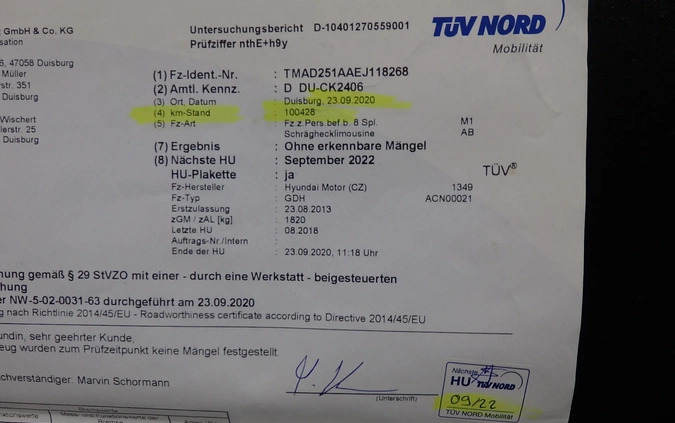 GmbH & Co. KG
sation
Untersuchungsbericht D-10401270559001
Prüfziffer nthE+h9y
TÜV NORD
Mobilität
6, 47058 Duisburg
Müller
str. 351
Duisburg
Wischert
lerstr. 25
Duisburg
(1) Fz-Ident.-Nr. : TMAD251AAEJ118268
(2) Amtl. Kennz. : D DU-CK2406
(3) Ort, Datum : Duisburg, 23.09.2020
(4) km-Stand : 100428
(5) Fz-Art : Fz.z.Pers.bef.b. 8 Spl. M1
Schräghecklimousine AB
(7) Ergebnis : Ohne erkennbare Mängel
(8) Nächste HU : September 2022
HU-Plakette : ja
TÜV®
Fz-Hersteller : Hyundai Motor (CZ) 1349
Fz-Typ : GDH ACN00021
Erstzulassung : 23.08.2013
zGM / zAL [kg] : 1820
Letzte HU : 08.2018
Auftrags-Nr./Intern :
Ende der HU : 23.09.2020, 11:18 Uhr
nung gemäß § 29 StVZO mit einer - durch eine Werkstatt - beigesteuerten
hung
er NW-5-02-0031-63 durchgeführt am 23.09.2020
g nach Richtlinie 2014/45/EU - Roadworthiness certificate according to Directive 2014/45/EU
undin, sehr geehrter Kunde,
eug wurden zum Prüfzeitpunkt keine Mängel festgestellt.
chverständiger: Marvin Schormann
(Unterschrift)
Nächste
HU TÜV NORD
09/22
TÜV NORD Mobilität